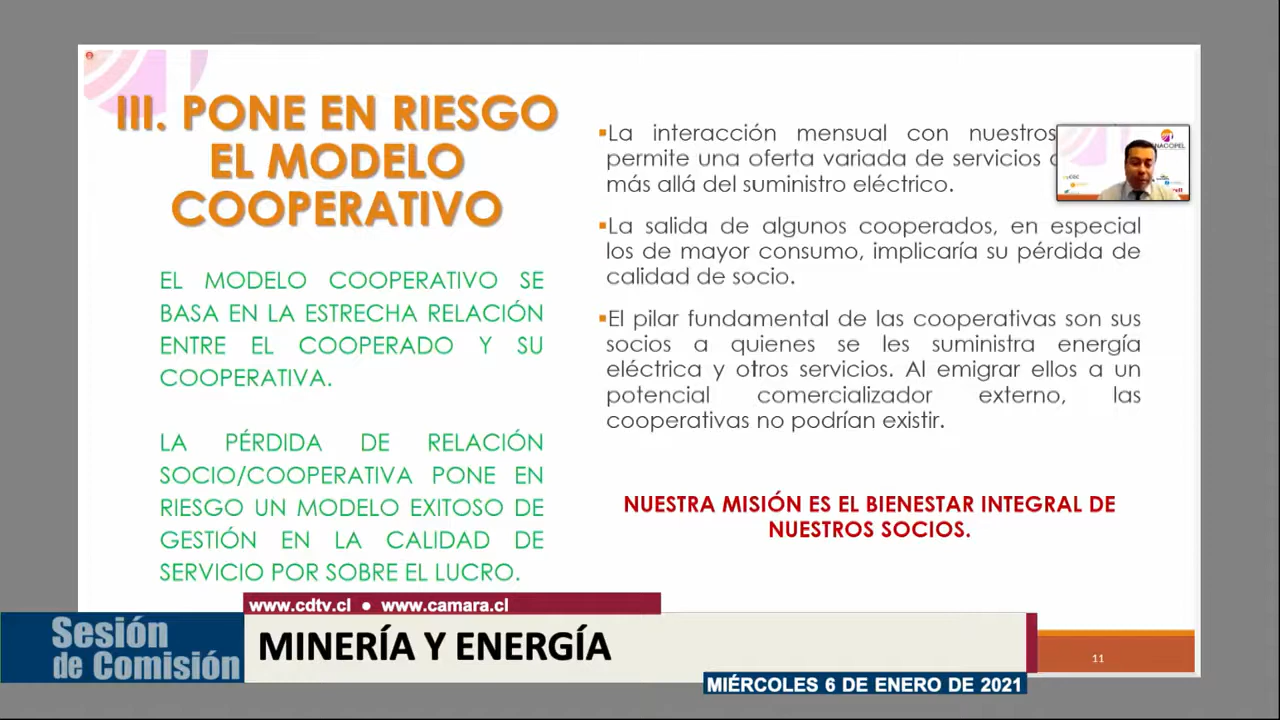 III. PONE EN RIESGO
EL MODELO
COOPERATIVO
EL MODELO COOPERATIVO SE
BASA EN LA ESTRECHA RELACIÓN
ENTRE EL COOPERADO Y SU
COOPERATIVA.
LA PÉRDIDA DE RELACIÓN
SOCIO/COOPERATIVA PONE EN
RIESGO UN MODELO EXITOSO DE
GESTIÓN EN LA CALIDAD DE
SERVICIO POR SOBRE EL LUCRO.
▪La interacción mensual con nuestros
permite una oferta variada de servicios
más allá del suministro eléctrico.
▪La salida de algunos cooperados, en especial
los de mayor consumo, implicaría su pérdida de
calidad de socio.
▪El pilar fundamental de las cooperativas son sus
socios a quienes se les suministra energía
eléctrica y otros servicios. Al emigrar ellos a un
potencial comercializador externo, las
cooperativas no podrían existir.
NUESTRA MISIÓN ES EL BIENESTAR INTEGRAL DE
NUESTROS SOCIOS.
www.cdtv.cl ● www.camara.cl
Sesión
de Comisión
MINERÍA Y ENERGÍA
11
MIÉRCOLES 6 DE ENERO DE 2021